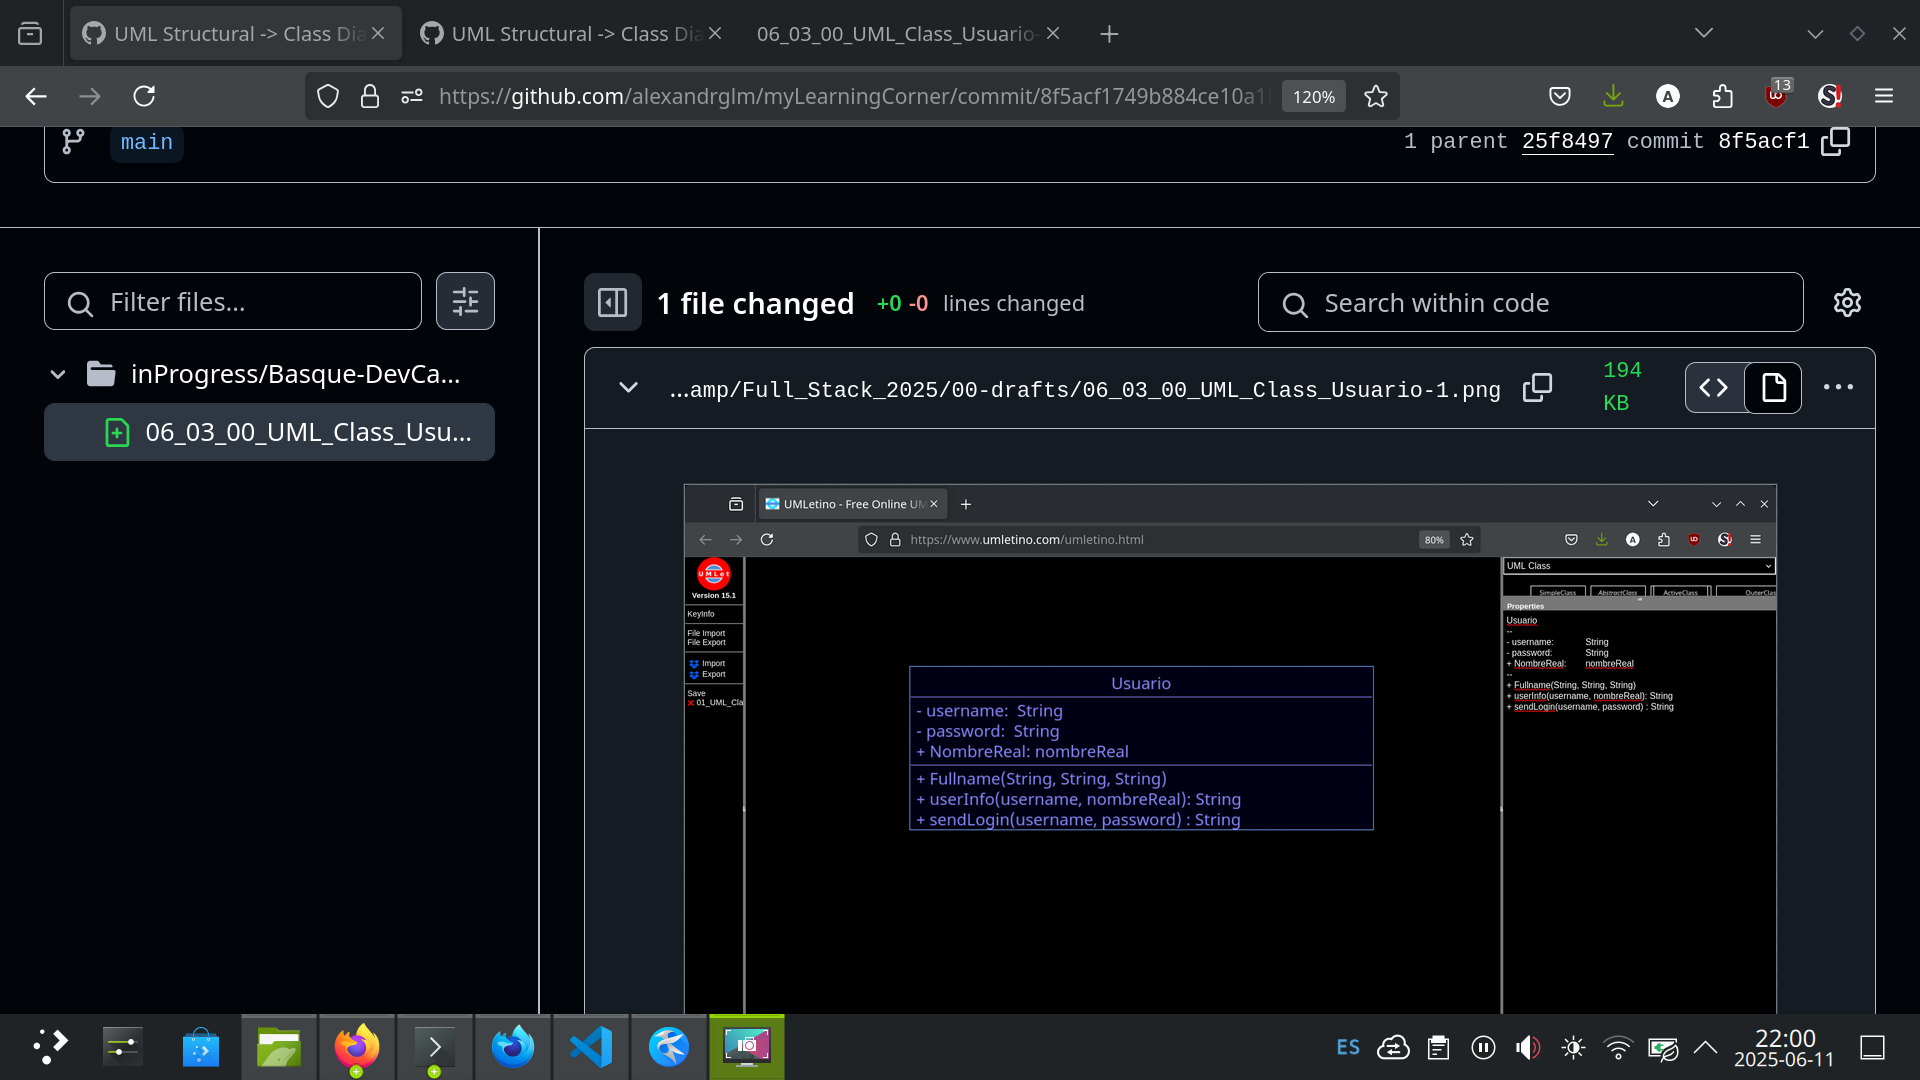 UML Structural -> Class Dia
UML Structural -> Class Dia
06_03_00_UML_Class_Usuario-
https://github.com/alexandrglm/myLearningCorner/commit/8f5acf1749b884ce10a1
120%
13
main
1 parent 25f8497 commit 8f5acf1
Filter files...
1 file changed
+0 -0 lines changed
Search within code
inProgress/Basque-DevCa...
06_03_00_UML_Class_Usu...
...amp/Full_Stack_2025/00-drafts/06_03_00_UML_Class_Usuario-1.png
194
KB
UMLetino - Free Online UM
https://www.umletino.com/umletino.html
80%
UMLet
Version 15.1
KeyInfo
File Import
File Export
Import
Export
Save
01_UML_Cla
Usuario
- username: String
- password: String
+ NombreReal: nombreReal
+ Fullname(String, String, String)
+ userInfo(username, nombreReal): String
+ sendLogin(username, password) : String
UML Class
SimpleClass
AbstractClass
ActiveClass
OuterClass
Properties
Usuario
--
- username: String
- password: String
+ NombreReal: nombreReal
--
+ Fullname(String, String, String)
+ userInfo(username, nombreReal): String
+ sendLogin(username, password) : String
ES
22:00
2025-06-11